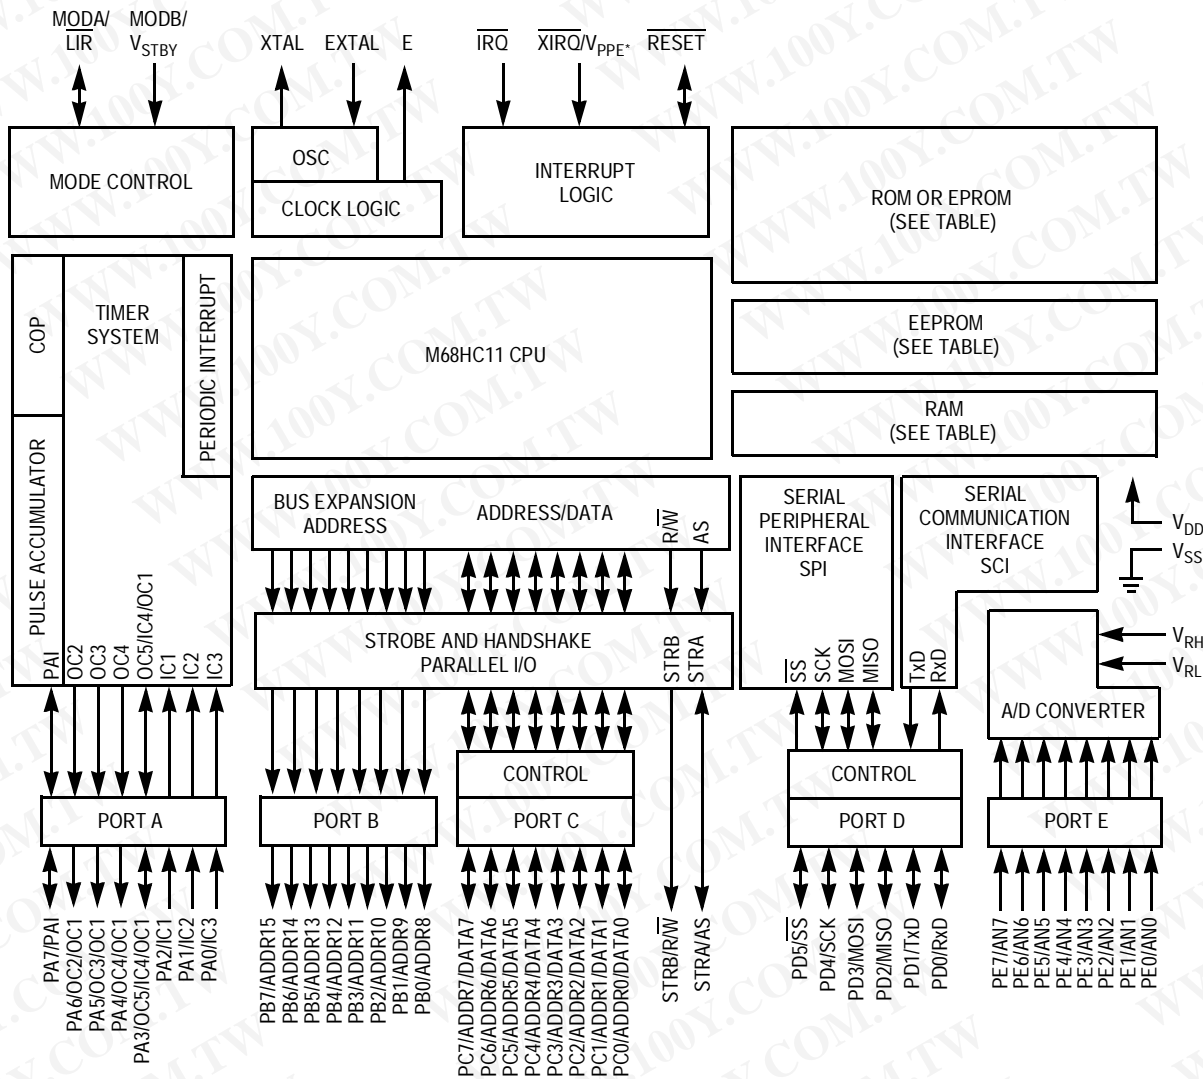 MODA/
LIR
MODB/
VSTBY
XTAL
EXTAL
E
IRQ
XIRQ/VPPE*
RESET
MODE CONTROL
OSC
CLOCK LOGIC
INTERRUPT
LOGIC
ROM OR EPROM
(SEE TABLE)
COP
TIMER
SYSTEM
PERIODIC INTERRUPT
M68HC11 CPU
EEPROM
(SEE TABLE)
RAM
(SEE TABLE)
PULSE ACCUMULATOR
BUS EXPANSION
ADDRESS
ADDRESS/DATA
R/W
AS
SERIAL
PERIPHERAL
INTERFACE
SPI
SERIAL
COMMUNICATION
INTERFACE
SCI
VDD
VSS
PAI
OC2
OC3
OC4
OC5/IC4/OC1
IC1
IC2
IC3
STROBE AND HANDSHAKE
PARALLEL I/O
STRB
STRA
SS
SCK
MOSI
MISO
TxD
RxD
VRH
VRL
A/D CONVERTER
CONTROL
CONTROL
PORT A
PORT B
PORT C
PORT D
PORT E
PA7/PAI
PA6/OC2/OC1
PA5/OC3/OC1
PA4/OC4/OC1
PA3/OC5/IC4/OC1
PA2/IC1
PA1/IC2
PA0/IC3
PB7/ADDR15
PB6/ADDR14
PB5/ADDR13
PB4/ADDR12
PB3/ADDR11
PB2/ADDR10
PB1/ADDR9
PB0/ADDR8
PC7/ADDR7/DATA7
PC6/ADDR6/DATA6
PC5/ADDR5/DATA5
PC4/ADDR4/DATA4
PC3/ADDR3/DATA3
PC2/ADDR2/DATA2
PC1/ADDR1/DATA1
PC0/ADDR0/DATA0
STRB/R/W
STRA/AS
PD5/SS
PD4/SCK
PD3/MOSI
PD2/MISO
PD1/TxD
PD0/RxD
PE7/AN7
PE6/AN6
PE5/AN5
PE4/AN4
PE3/AN3
PE2/AN2
PE1/AN1
PE0/AN0
WWW.100Y.COM.TW